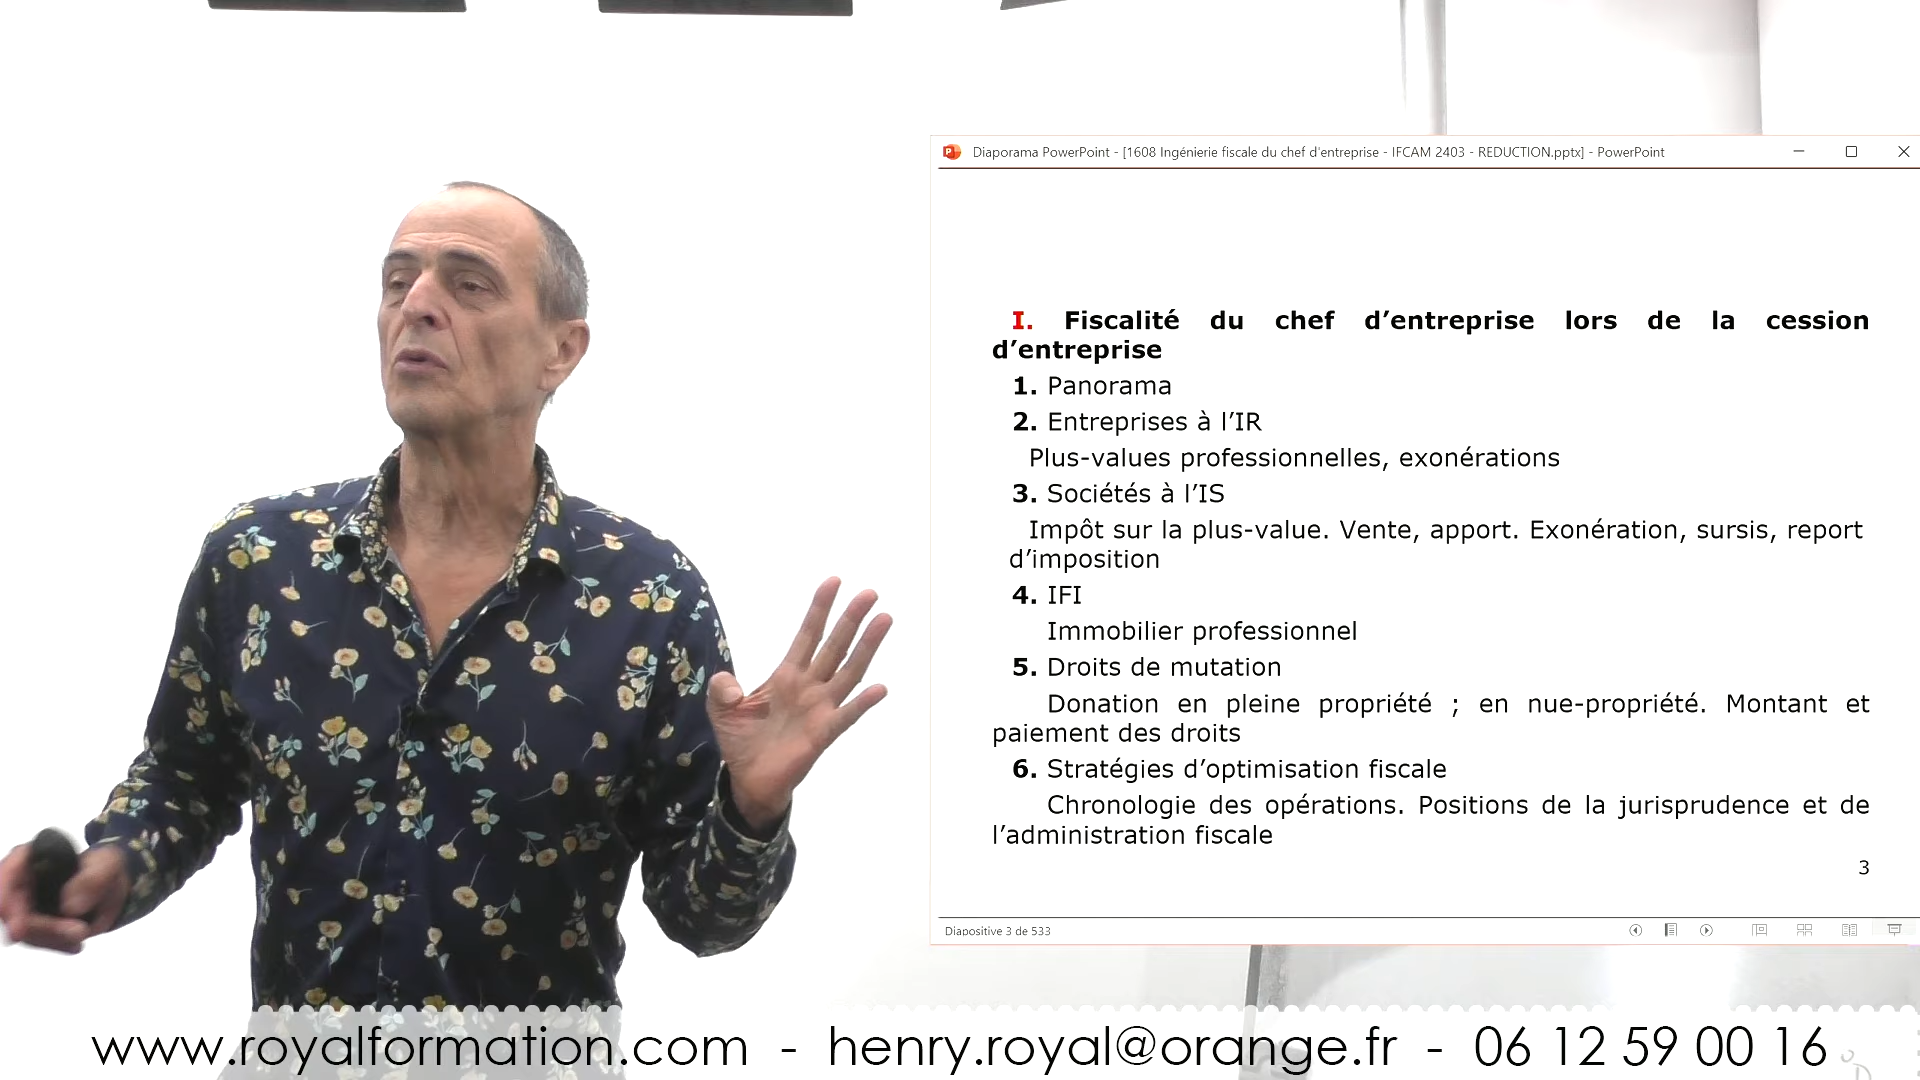 Diaporama PowerPoint - [1608 Ingénierie fiscale du chef d'entreprise - IFCAM 2403 - REDUCTION.pptx] - PowerPoint
I. Fiscalité du chef d’entreprise lors de la cession
d’entreprise
1. Panorama
2. Entreprises à l’IR
Plus-values professionnelles, exonérations
3. Sociétés à l’IS
Impôt sur la plus-value. Vente, apport. Exonération, sursis, report
d’imposition
4. IFI
Immobilier professionnel
5. Droits de mutation
Donation en pleine propriété ; en nue-propriété. Montant et
paiement des droits
6. Stratégies d’optimisation fiscale
Chronologie des opérations. Positions de la jurisprudence et de
l’administration fiscale
3
Diapositive 3 de 533
www.royalformation.com - henry.royal@orange.fr - 06 12 59 00 16